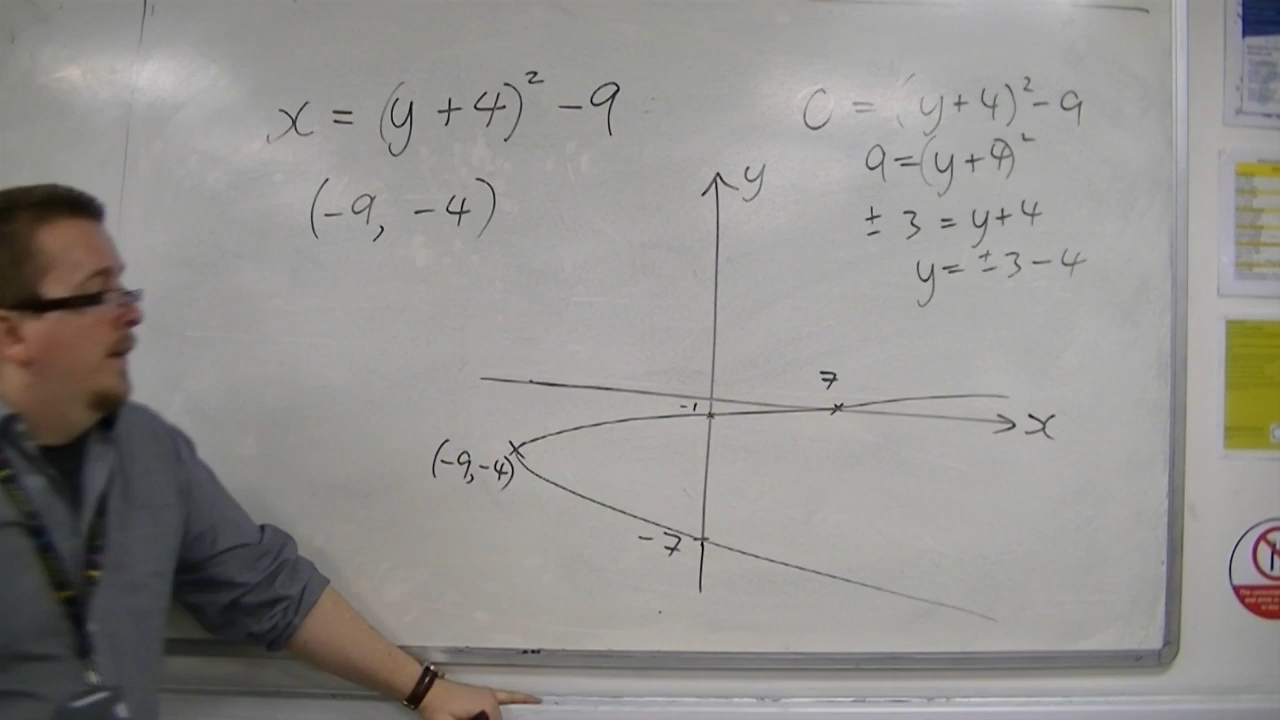 x = (y + 4)² - 9
(-9, -4)
0 = (y + 4)² - 9
9 = (y + 4)²
± 3 = y + 4
y = ± 3 - 4
y
7
-1
x
(-9, -4)
-7